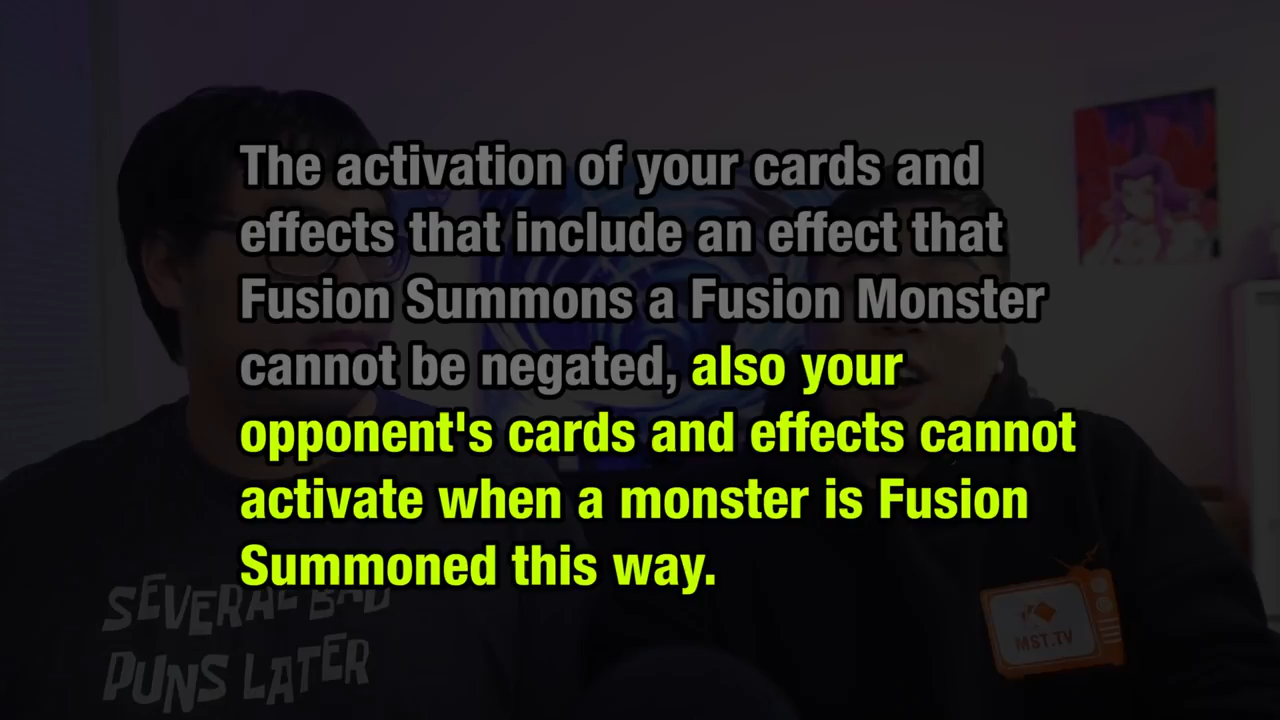 The activation of your cards and
effects that include an effect that
Fusion Summons a Fusion Monster
cannot be negated, also your
opponent's cards and effects cannot
activate when a monster is Fusion
Summoned this way.
SEVERAL BAD
PUNS LATER
MST.TV